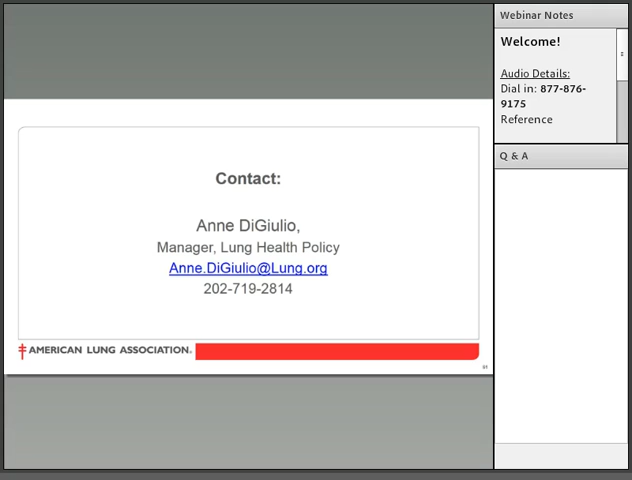 Contact:
Anne DiGiulio,
Manager, Lung Health Policy
Anne.DiGiulio@Lung.org
202-719-2814
AMERICAN LUNG ASSOCIATION.
Webinar Notes
Welcome!
Audio Details:
Dial in: 877-876-
9175
Reference
Q & A